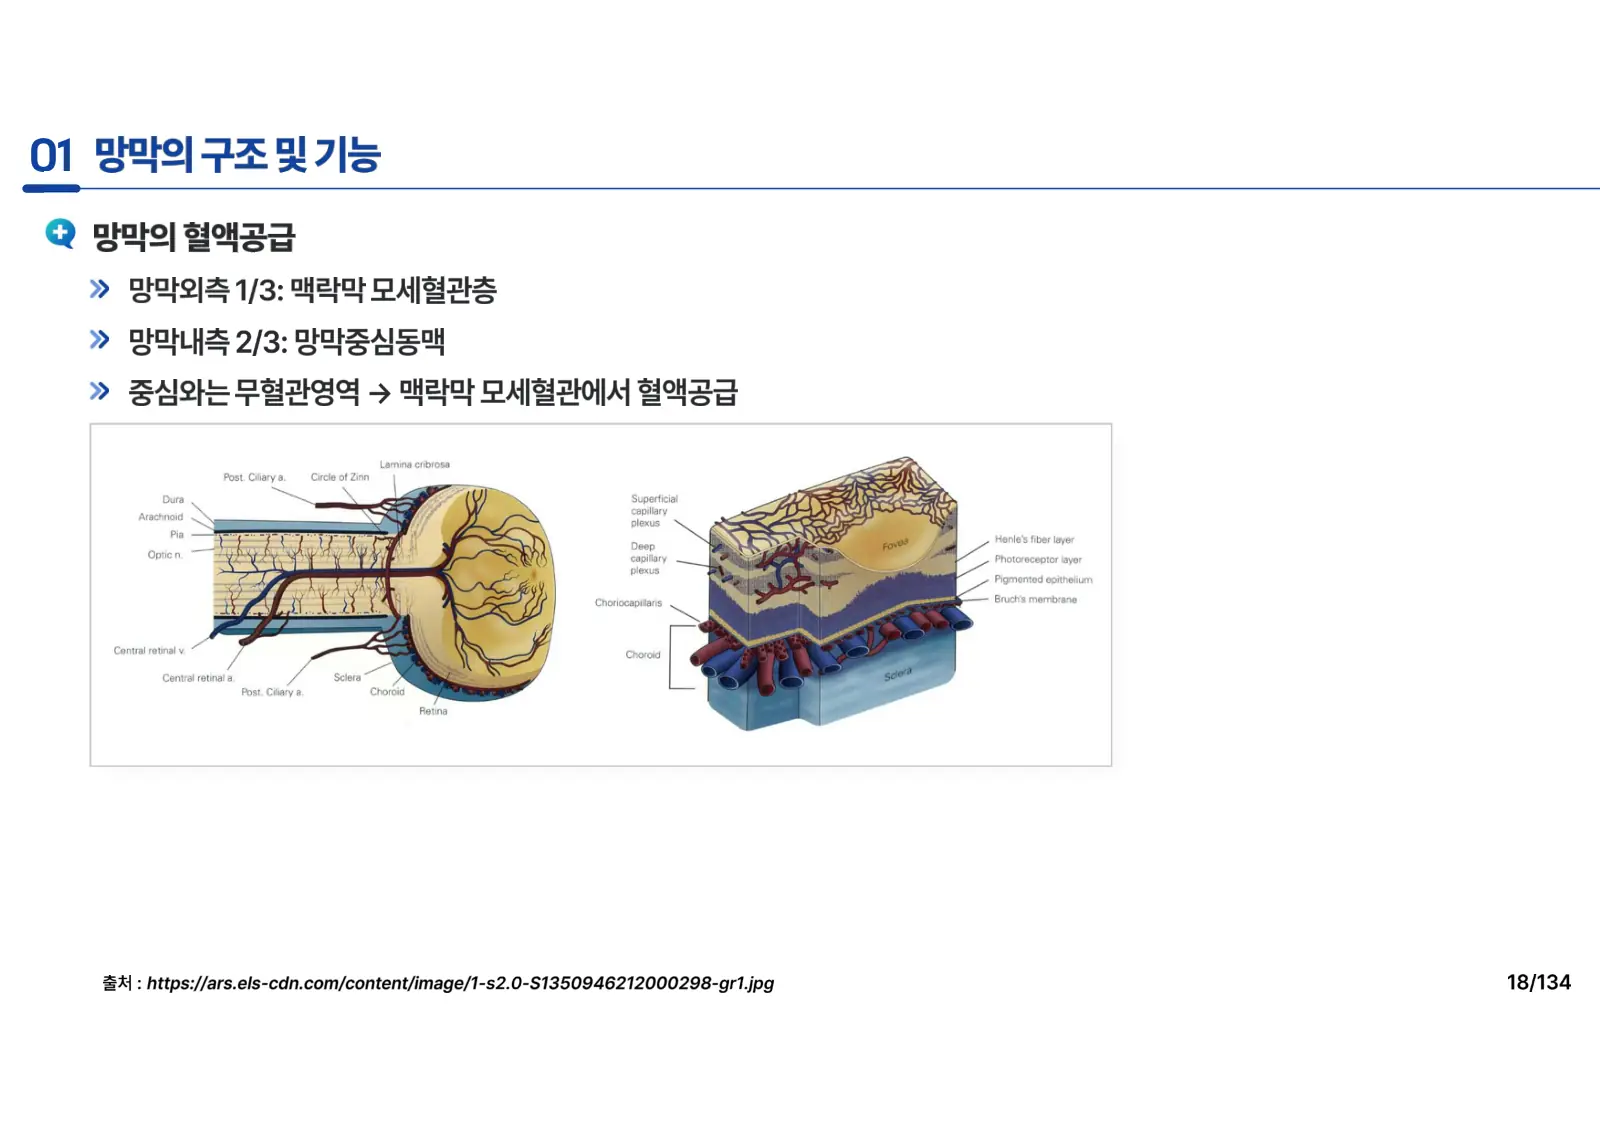 01 망막의 구조 및 기능
망막의 혈액공급
망막외측 1/3: 맥락막 모세혈관층
망막내측 2/3: 망막중심동맥
중심와는 무혈관영역 → 맥락막 모세혈관에서 혈액공급
Lamina cribrosa
Post. Ciliary a.
Circle of Zinn
Dura
Arachnoid
Pia
Optic n.
Central retinal v.
Central retinal a.
Post. Ciliary a.
Sclera
Choroid
Retina
Superficial
capillary
plexus
Deep
capillary
plexus
Choriocapillaris
Choroid
Fovea
Sclera
Henle's fiber layer
Photoreceptor layer
Pigmented epithelium
Bruch's membrane
출처 : https://ars.els-cdn.com/content/image/1-s2.0-S1350946212000298-gr1.jpg
18/134